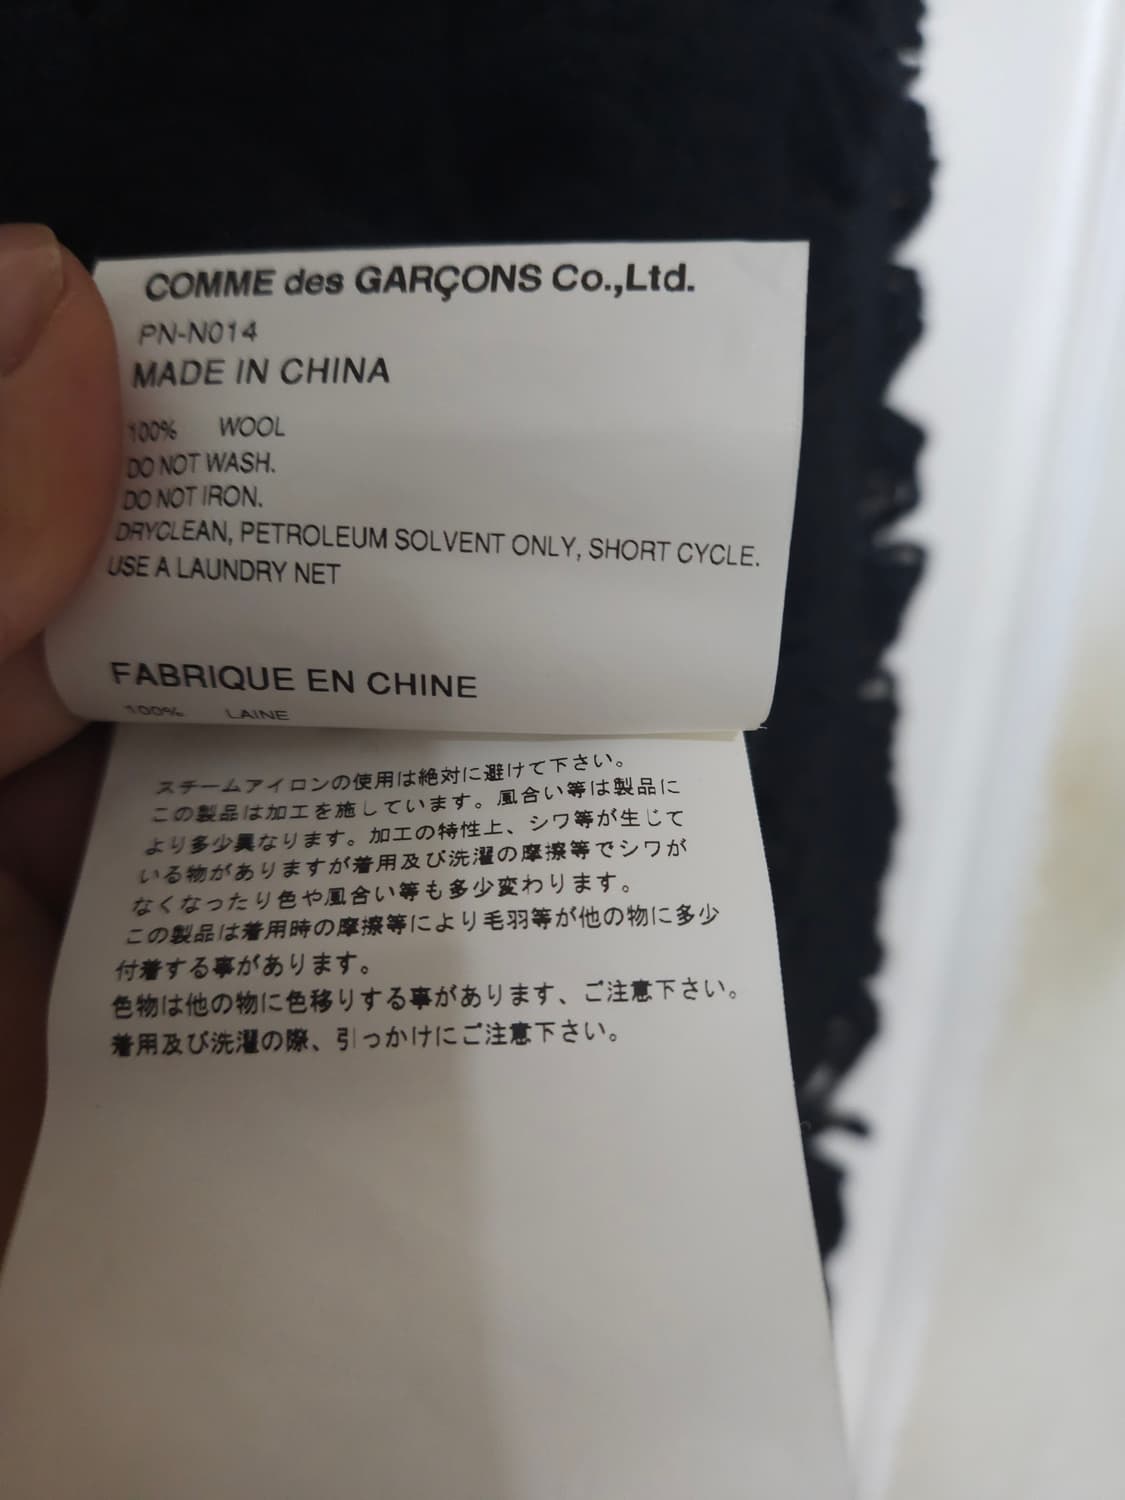 COMME des GARÇONS Co.,Ltd.
PN-N014
MADE IN CHINA
100% WOOL
DO NOT WASH.
DO NOT IRON.
DRYCLEAN, PETROLEUM SOLVENT ONLY, SHORT CYCLE.
USE A LAUNDRY NET
FABRIQUE EN CHINE
100% LAINE
スチームアイロンの使用は絶対に避けて下さい。
この製品は加工を施しています。風合い等は製品に
より多少異なります。加工の特性上、シワ等が生じて
いる物がありますが着用及び洗濯の摩擦等でシワが
なくなったり色や風合い等も多少変わります。
この製品は着用時の摩擦等により毛羽等が他の物に多少
付着する事があります。
色物は他の物に色移りする事があります、ご注意下さい。
着用及び洗濯の際、引っかけにご注意下さい。